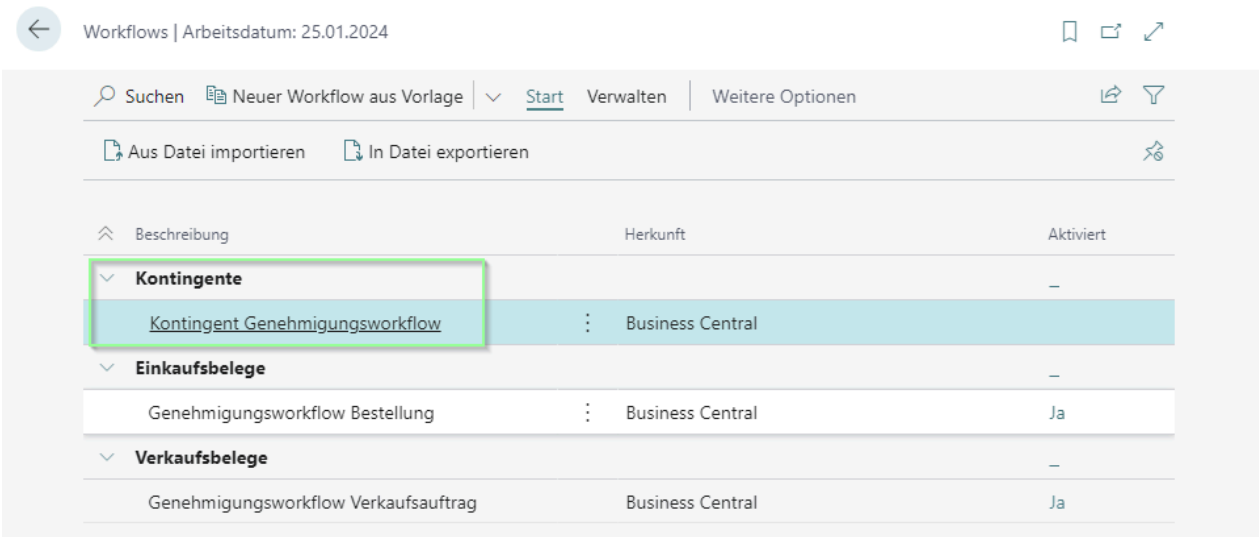 Workflows | Arbeitsdatum: 25.01.2024
Suchen Neuer Workflow aus Vorlage Start Verwalten Weitere Optionen
Aus Datei importieren In Datei exportieren
Beschreibung Herkunft Aktiviert
Kontingente _
Kontingent Genehmigungsworkflow Business Central
Einkaufsbelege _
Genehmigungsworkflow Bestellung Business Central Ja
Verkaufsbelege _
Genehmigungsworkflow Verkaufsauftrag Business Central Ja